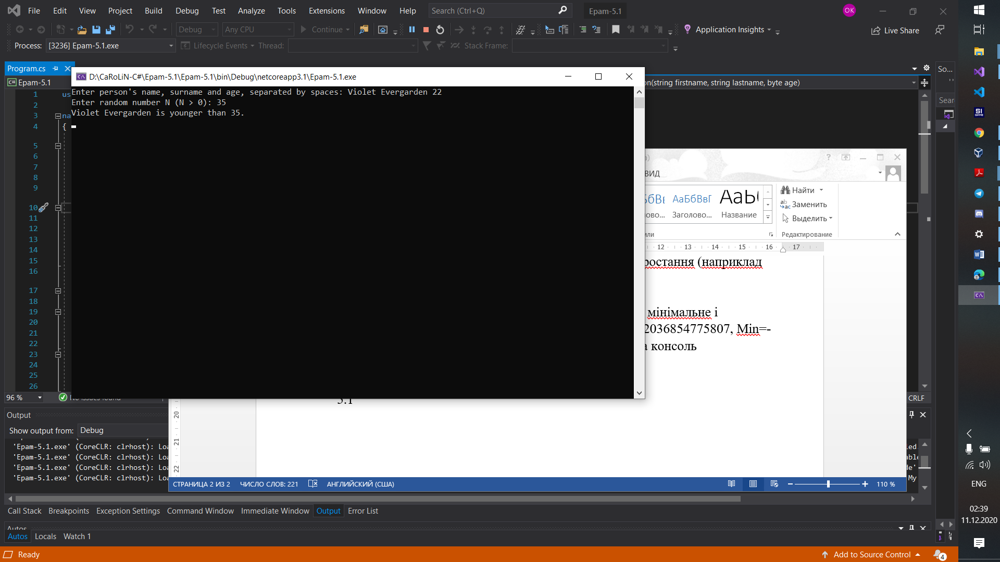 File Edit View Project Build Debug Test Analyze Tools Extensions Window Help Search (Ctrl+Q) Epam-5.1 OK
Debug Any CPU Continue Application Insights Live Share
Process: [3236] Epam-5.1.exe Lifecycle Events Thread: Stack Frame:
Program.cs
D:\CaRoLiN-C#\Epam-5.1\Epam-5.1\bin\Debug\netcoreapp3.1\Epam-5.1.exe
So...
C# Epam-5.1
on(string firstname, string lastname, byte age)
Enter person's name, surname and age, separated by spaces: Violet Evergarden 22
Enter random number N (N > 0): 35
Violet Evergarden is younger than 35.
Sear
1 us
2
3 na
4 {
5
6
7
8
9
10
11
12
13
14
15
16
17
18
19
20
21
22
23
24
25
26
ВИД
АаБбВвГ АаБ
Заголово... Название
Найти
Заменить
Выделить
Редактирование
12 13 14 15 16 17
ростання (наприклад
мінімальне і
2036854775807, Min=-
а консоль
5.1
96 % No issues found CRLF
Output
Show output from: Debug
'Epam-5.1.exe' (CoreCLR: clrhost): Loa
'Epam-5.1.exe' (CoreCLR: clrhost): Loa
'Epam-5.1.exe' (CoreCLR: clrhost): Loa
'Epam-5.1.exe' (CoreCLR: clrhost): Loa
My
20
21
22
СТРАНИЦА 2 ИЗ 2 ЧИСЛО СЛОВ: 221 АНГЛИЙСКИЙ (США) 110 %
Call Stack Breakpoints Exception Settings Command Window Immediate Window Output Error List
Autos
Autos Locals Watch 1
Ready Add to Source Control 4
SI GAME
ENG
02:39
11.12.2020